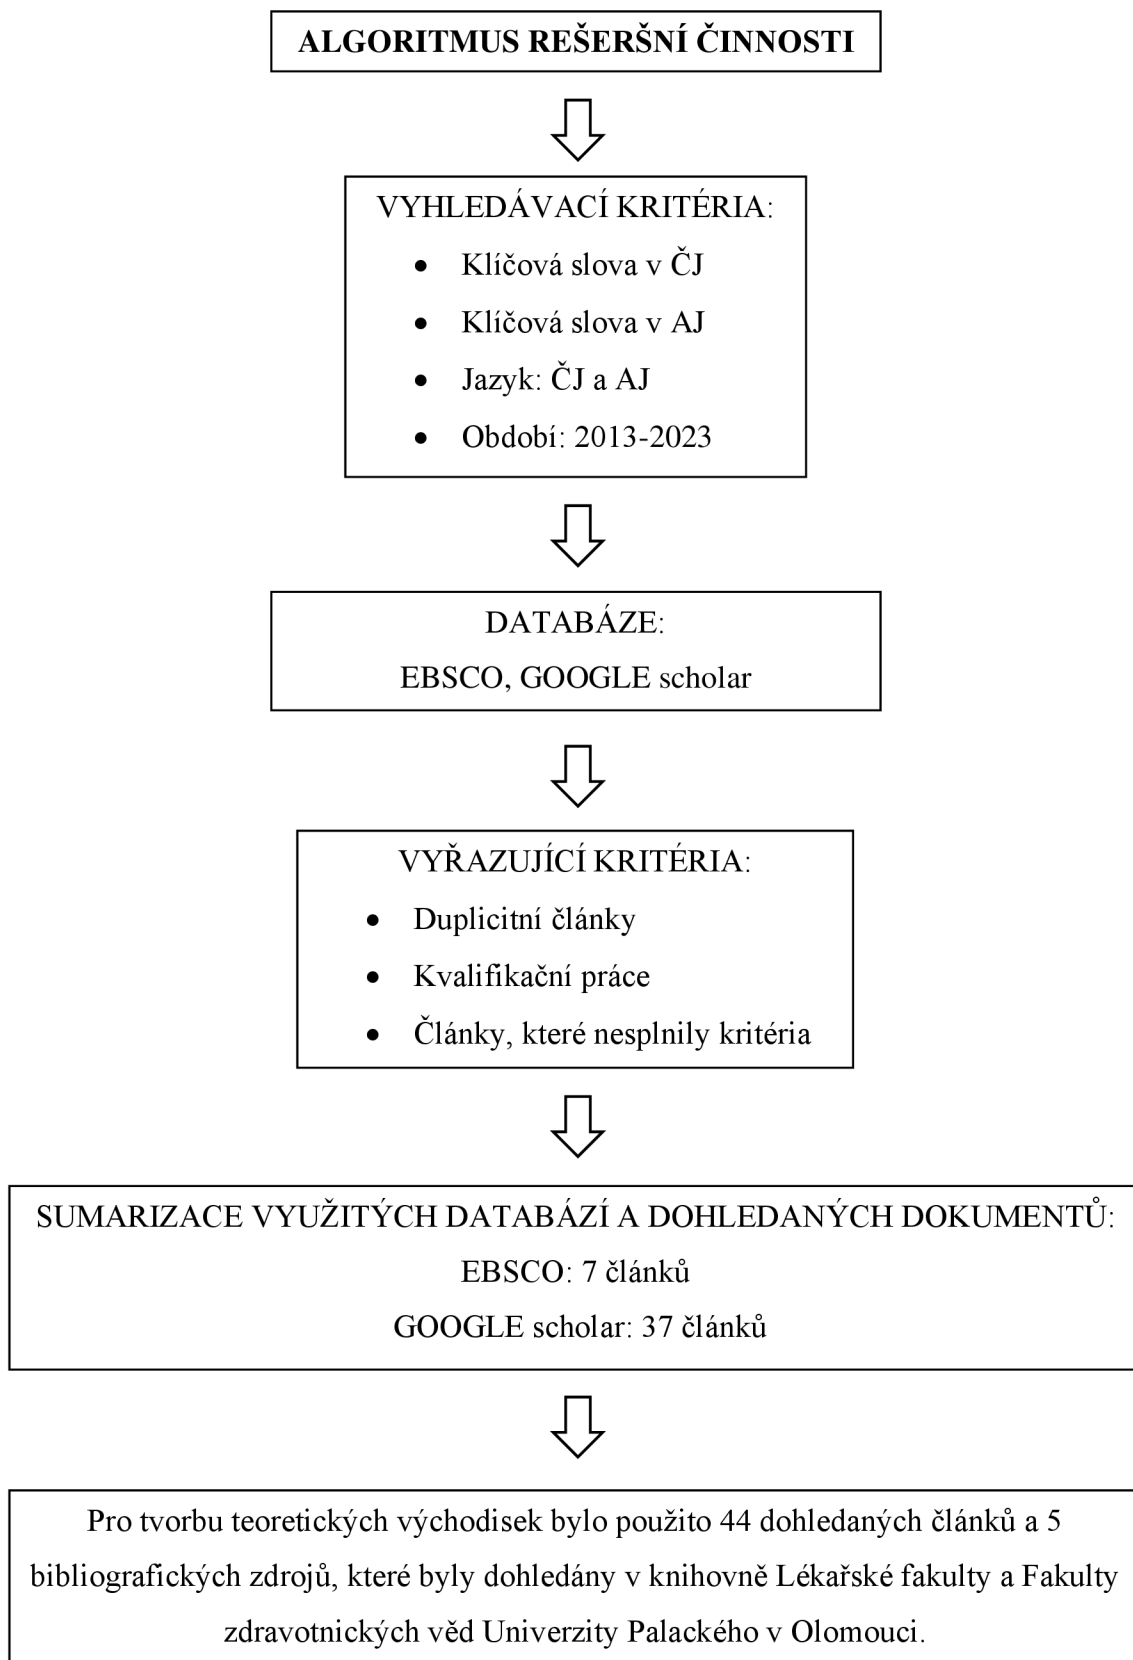 ALGORITMUS REŠERŠNÍ ČINNOSTI
VYHLEDÁVACÍ KRITÉRIA:
• Klíčová slova v ČJ
• Klíčová slova v AJ
• Jazyk: ČJ a AJ
• Období: 2013-2023
DATABÁZE:
EBSCO, GOOGLE scholar
VYŘAZUJÍCÍ KRITÉRIA:
• Duplicitní články
• Kvalifikační práce
• Články, které nesplnily kritéria
SUMARIZACE VYUŽITÝCH DATABÁZÍ A DOHLEDANÝCH DOKUMENTŮ:
EBSCO: 7 článků
GOOGLE scholar: 37 článků
Pro tvorbu teoretických východisek bylo použito 44 dohledaných článků a 5
bibliografických zdrojů, které byly dohledány v knihovně Lékařské fakulty a Fakulty
zdravotnických věd Univerzity Palackého v Olomouci.